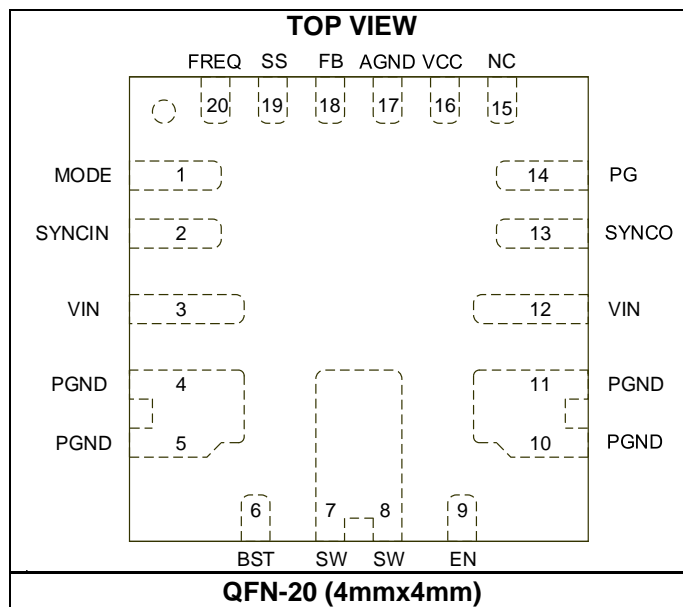 TOP VIEW
FREQ SS FB AGND VCC NC
20 19 18 17 16 15
MODE 1 14 PG
SYNCIN 2 13 SYNCO
VIN 3 12 VIN
PGND 4 11 PGND
PGND 5 10 PGND
6 7 8 9
BST SW SW EN
QFN-20 (4mmx4mm)